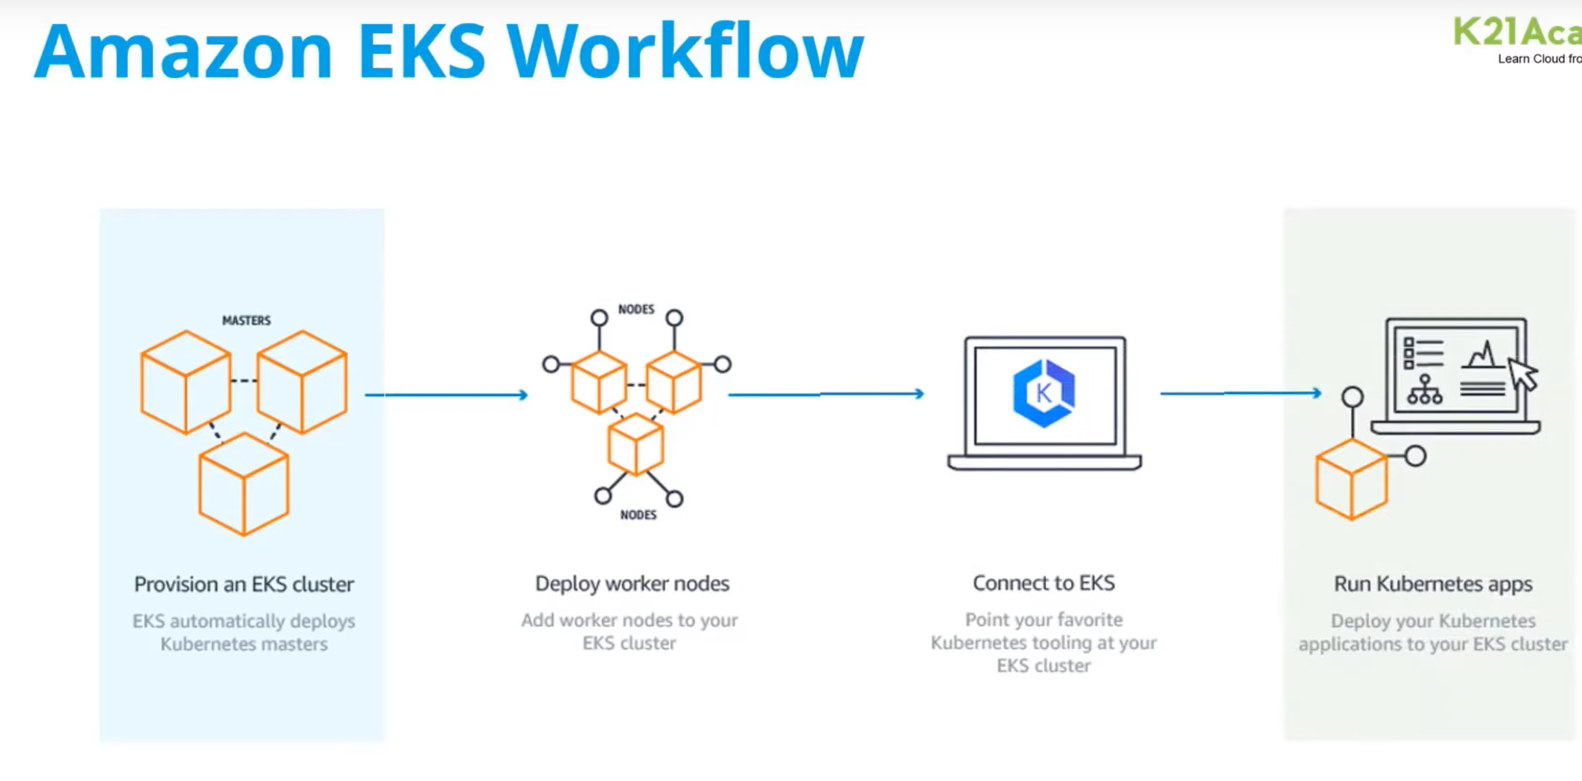 Amazon EKS Workflow
K21Aca
Learn Cloud fro
MASTERS
NODES
NODES
K
Provision an EKS cluster
EKS automatically deploys
Kubernetes masters
Deploy worker nodes
Add worker nodes to your
EKS cluster
Connect to EKS
Point your favorite
Kubernetes tooling at your
EKS cluster
Run Kubernetes apps
Deploy your Kubernetes
applications to your EKS cluster